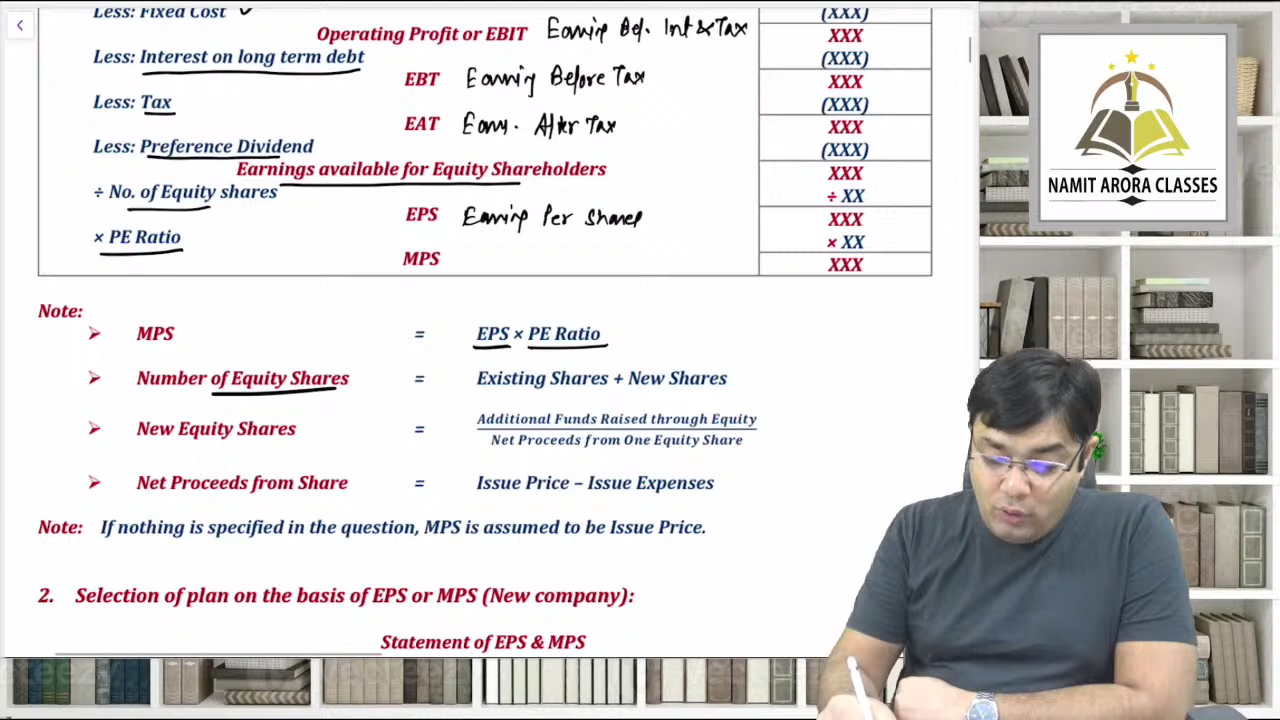 Less: Fixed Cost (XXX)
Operating Profit or EBIT Earning Bef. Int & Tax XXX
Less: Interest on long term debt (XXX)
EBT Earning Before Tax XXX
Less: Tax (XXX)
EAT Earn. After Tax XXX
Less: Preference Dividend (XXX)
Earnings available for Equity Shareholders XXX
÷ No. of Equity shares ÷ XX
EPS Earning Per Share XXX
× PE Ratio × XX
MPS XXX
Note:
➢ MPS = EPS × PE Ratio
➢ Number of Equity Shares = Existing Shares + New Shares
➢ New Equity Shares = Additional Funds Raised through Equity
Net Proceeds from One Equity Share
➢ Net Proceeds from Share = Issue Price – Issue Expenses
Note: If nothing is specified in the question, MPS is assumed to be Issue Price.
2. Selection of plan on the basis of EPS or MPS (New company):
Statement of EPS & MPS
NAMIT ARORA CLASSES